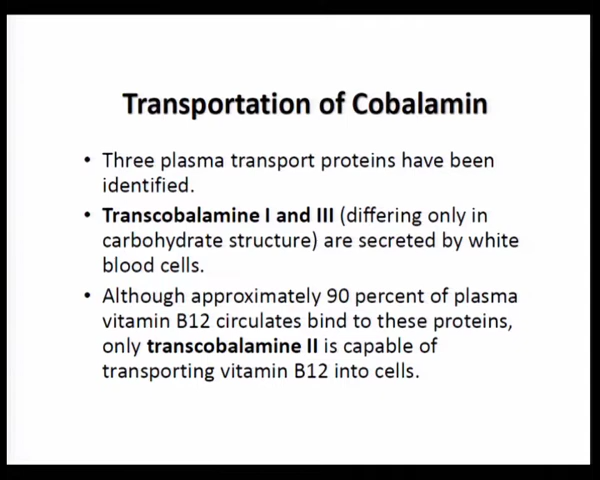 Transportation of Cobalamin
• Three plasma transport proteins have been
identified.
• Transcobalamine I and III (differing only in
carbohydrate structure) are secreted by white
blood cells.
• Although approximately 90 percent of plasma
vitamin B12 circulates bind to these proteins,
only transcobalamine II is capable of
transporting vitamin B12 into cells.